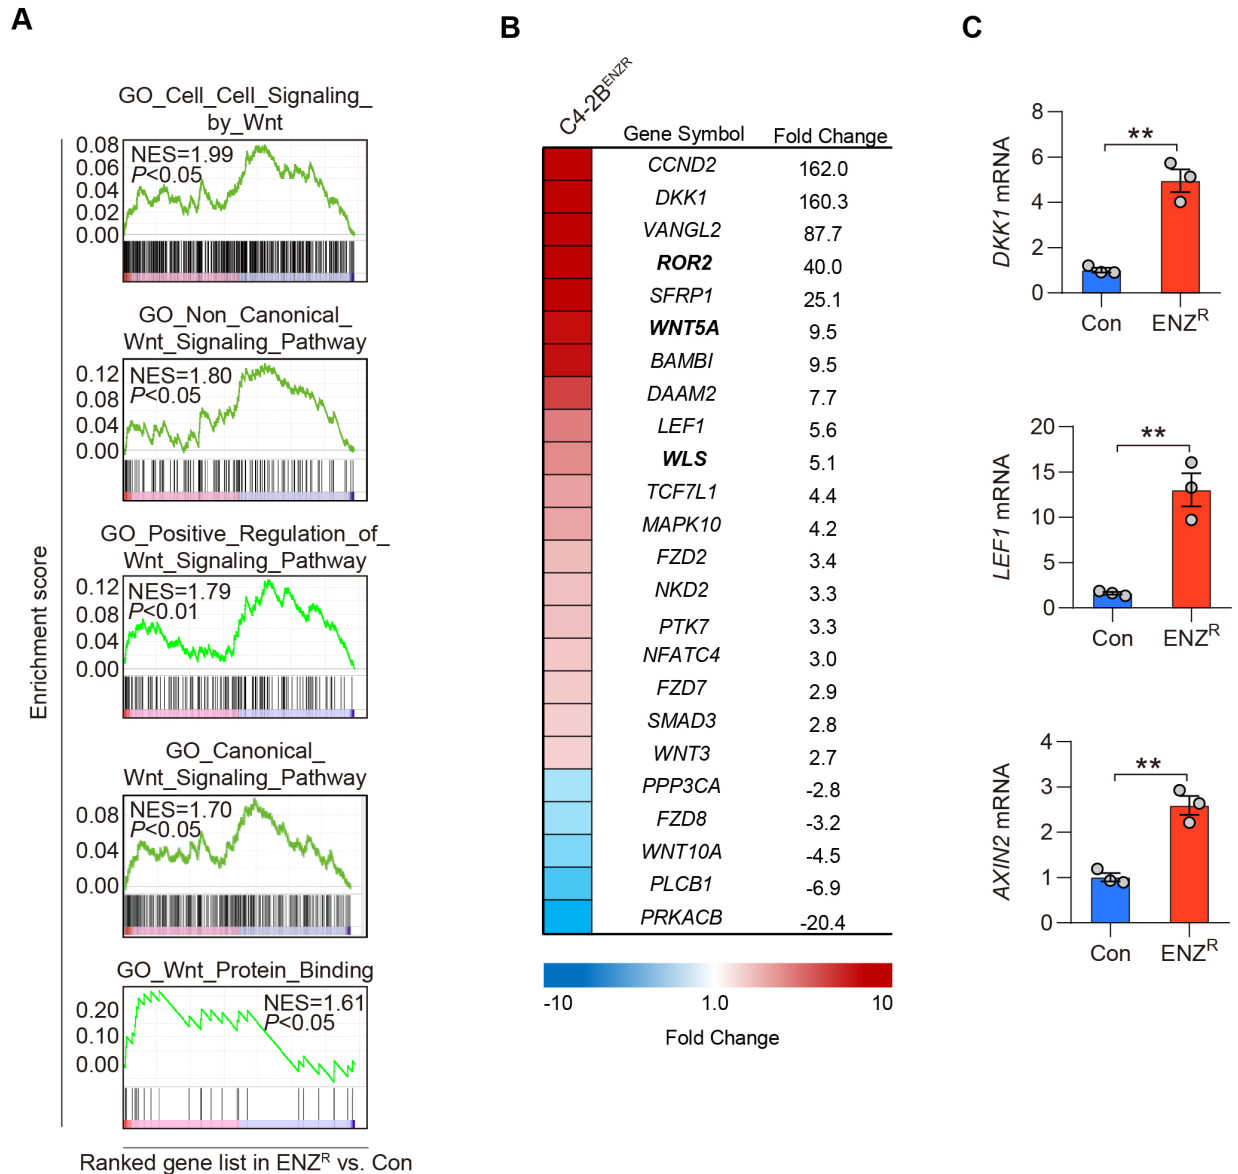 A
GO_Cell_Cell_Signaling_
by_Wnt
0.08
0.06
0.04
0.02
0.00
NES=1.99
P<0.05
GO_Non_Canonical_
Wnt_Signaling_Pathway
0.12
0.08
0.04
0.00
NES=1.80
P<0.05
GO_Positive_Regulation_of_
Wnt_Signaling_Pathway
0.12
0.08
0.04
0.00
NES=1.79
P<0.01
GO_Canonical_
Wnt_Signaling_Pathway
0.08
0.04
0.00
NES=1.70
P<0.05
GO_Wnt_Protein_Binding
0.20
0.10
0.00
NES=1.61
P<0.05
Enrichment score
Ranked gene list in ENZR vs. Con
B
C4-2BENZR
Gene Symbol Fold Change
CCND2 162.0
DKK1 160.3
VANGL2 87.7
ROR2 40.0
SFRP1 25.1
WNT5A 9.5
BAMBI 9.5
DAAM2 7.7
LEF1 5.6
WLS 5.1
TCF7L1 4.4
MAPK10 4.2
FZD2 3.4
NKD2 3.3
PTK7 3.3
NFATC4 3.0
FZD7 2.9
SMAD3 2.8
WNT3 2.7
PPP3CA -2.8
FZD8 -3.2
WNT10A -4.5
PLCB1 -6.9
PRKACB -20.4
-10 1.0 10
Fold Change
C
DKK1 mRNA
8
6
4
2
0
**
Con ENZR
LEF1 mRNA
20
15
10
5
0
**
Con ENZR
AXIN2 mRNA
4
3
2
1
0
**
Con ENZR